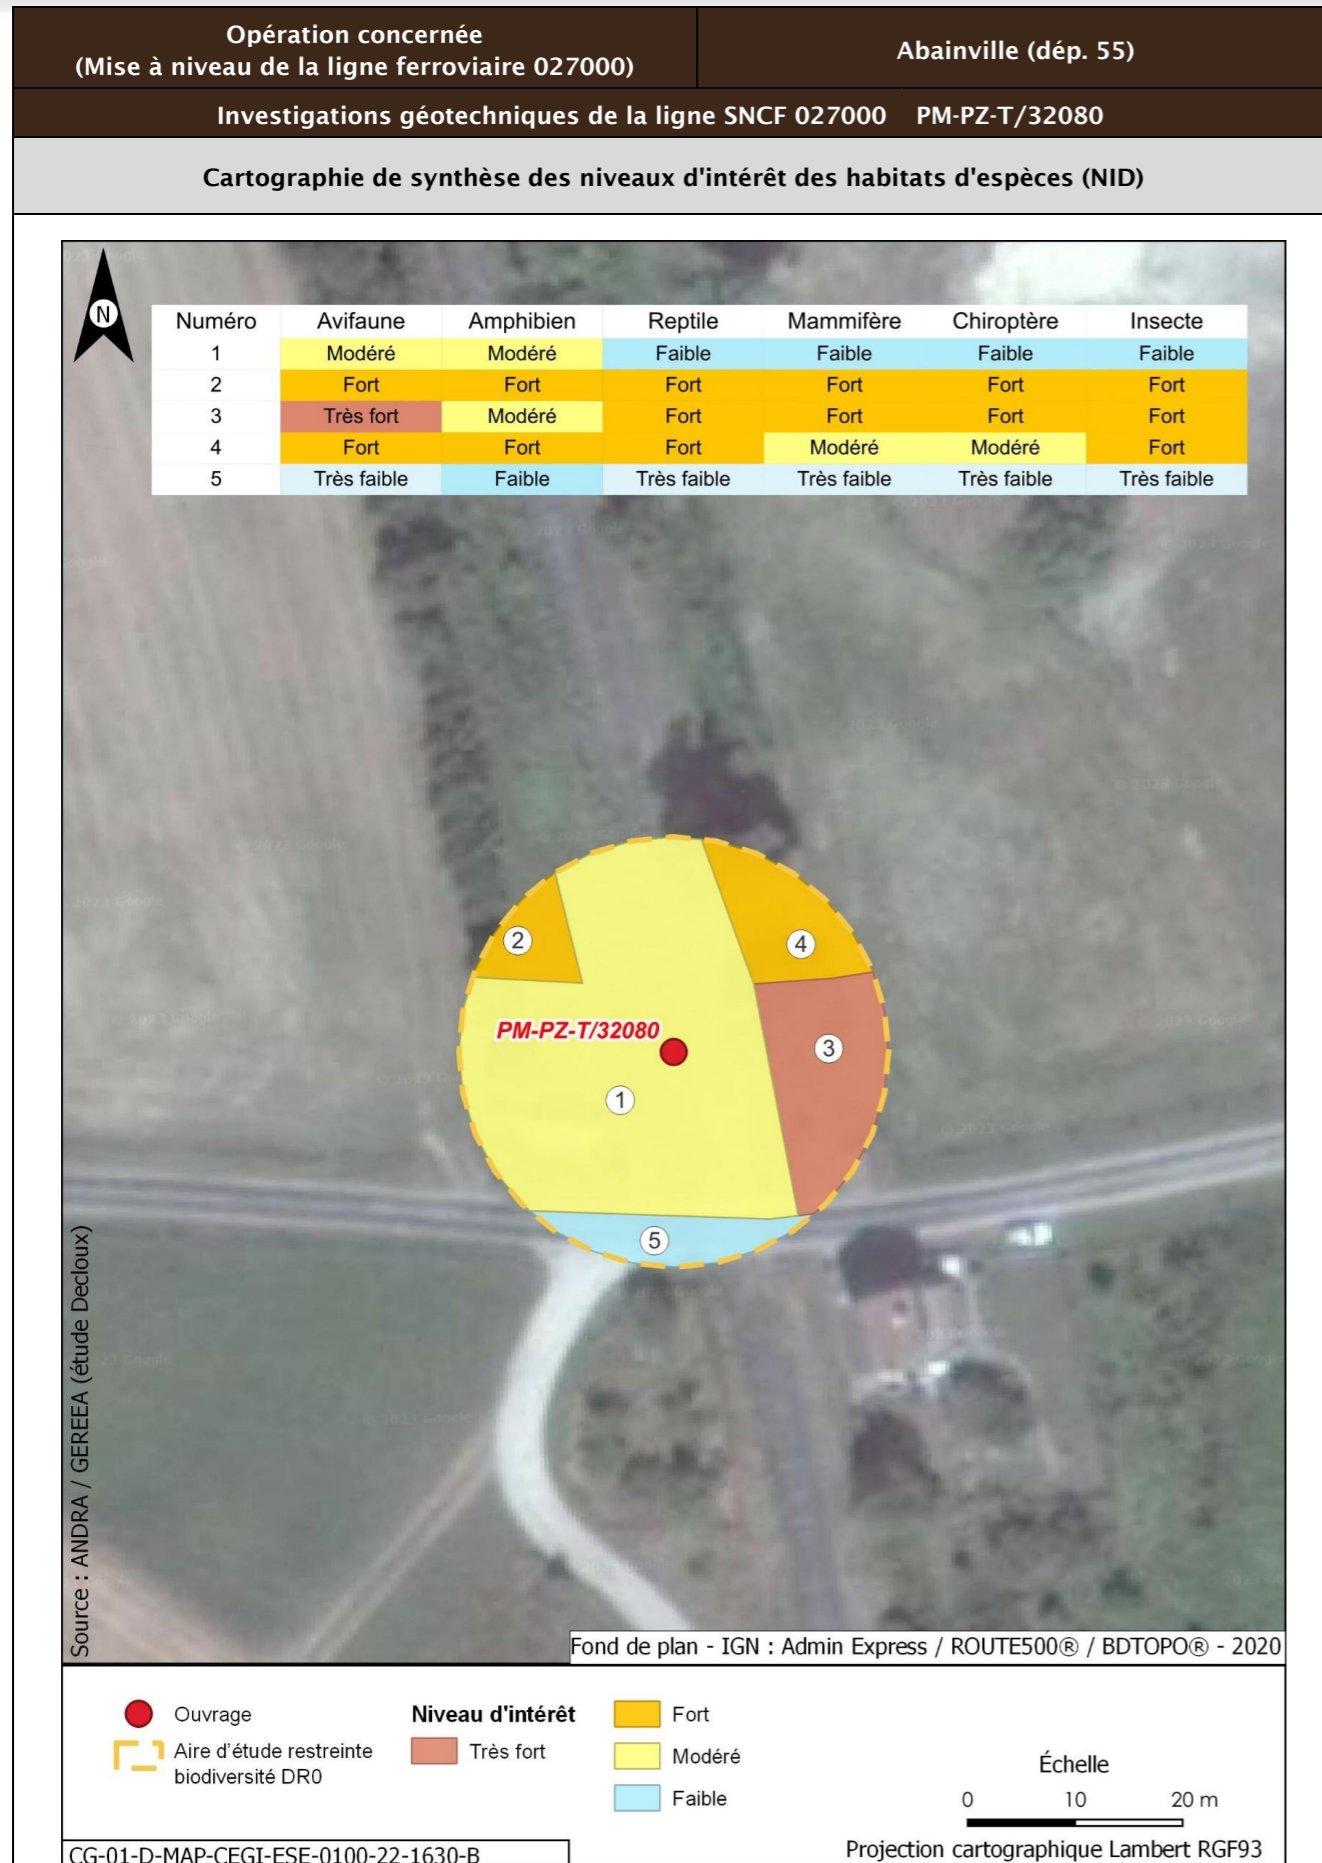 Opération concernée
(Mise à niveau de la ligne ferroviaire 027000)
Abainville (dép. 55)
Investigations géotechniques de la ligne SNCF 027000 PM-PZ-T/32080
Cartographie de synthèse des niveaux d'intérêt des habitats d'espèces (NID)
N
Numéro Avifaune Amphibien Reptile Mammifère Chiroptère Insecte
1 Modéré Modéré Faible Faible Faible Faible
2 Fort Fort Fort Fort Fort Fort
3 Très fort Modéré Fort Fort Fort Fort
4 Fort Fort Fort Modéré Modéré Fort
5 Très faible Faible Très faible Très faible Très faible Très faible
2
4
PM-PZ-T/32080
3
1
5
Source : ANDRA / GEREEA (étude Decloux)
Fond de plan - IGN : Admin Express / ROUTE500® / BDTOPO® - 2020
Ouvrage
Aire d'étude restreinte
biodiversité DR0
Niveau d'intérêt
Très fort
Fort
Modéré
Faible
Échelle
0 10 20 m
Projection cartographique Lambert RGF93
CG-01-D-MAP-CEGI-ESE-0100-22-1630-B